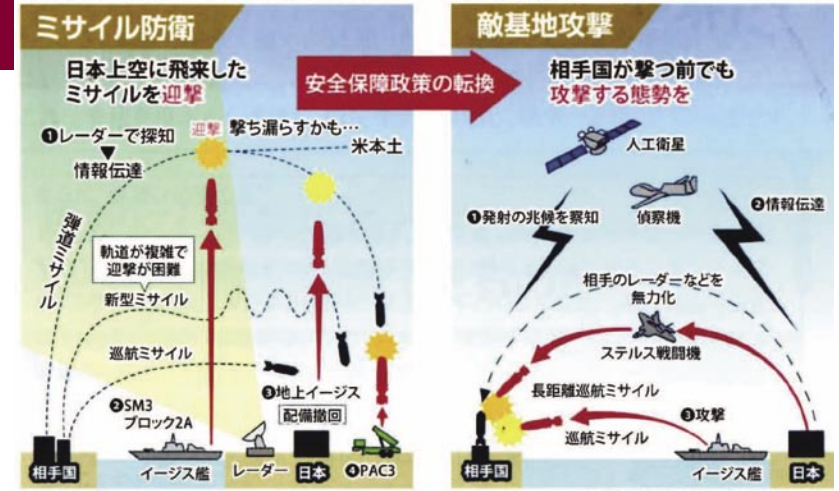 ミサイル防衛
日本上空に飛来した
ミサイルを迎撃
❶レーダーで探知
▼
情報伝達
迎撃
撃ち漏らすかも…
米本土
弾道ミサイル
軌道が複雑で
迎撃が困難
新型ミサイル
巡航ミサイル
❷SM3
ブロック2A
❸地上イージス
配備撤回
相手国
イージス艦
レーダー
日本
❹PAC3
安全保障政策の転換
敵基地攻撃
相手国が撃つ前でも
攻撃する態勢を
人工衛星
❶発射の兆候を察知
偵察機
❷情報伝達
相手のレーダーなどを
無力化
ステルス戦闘機
長距離巡航ミサイル
❸攻撃
巡航ミサイル
相手国
イージス艦
日本